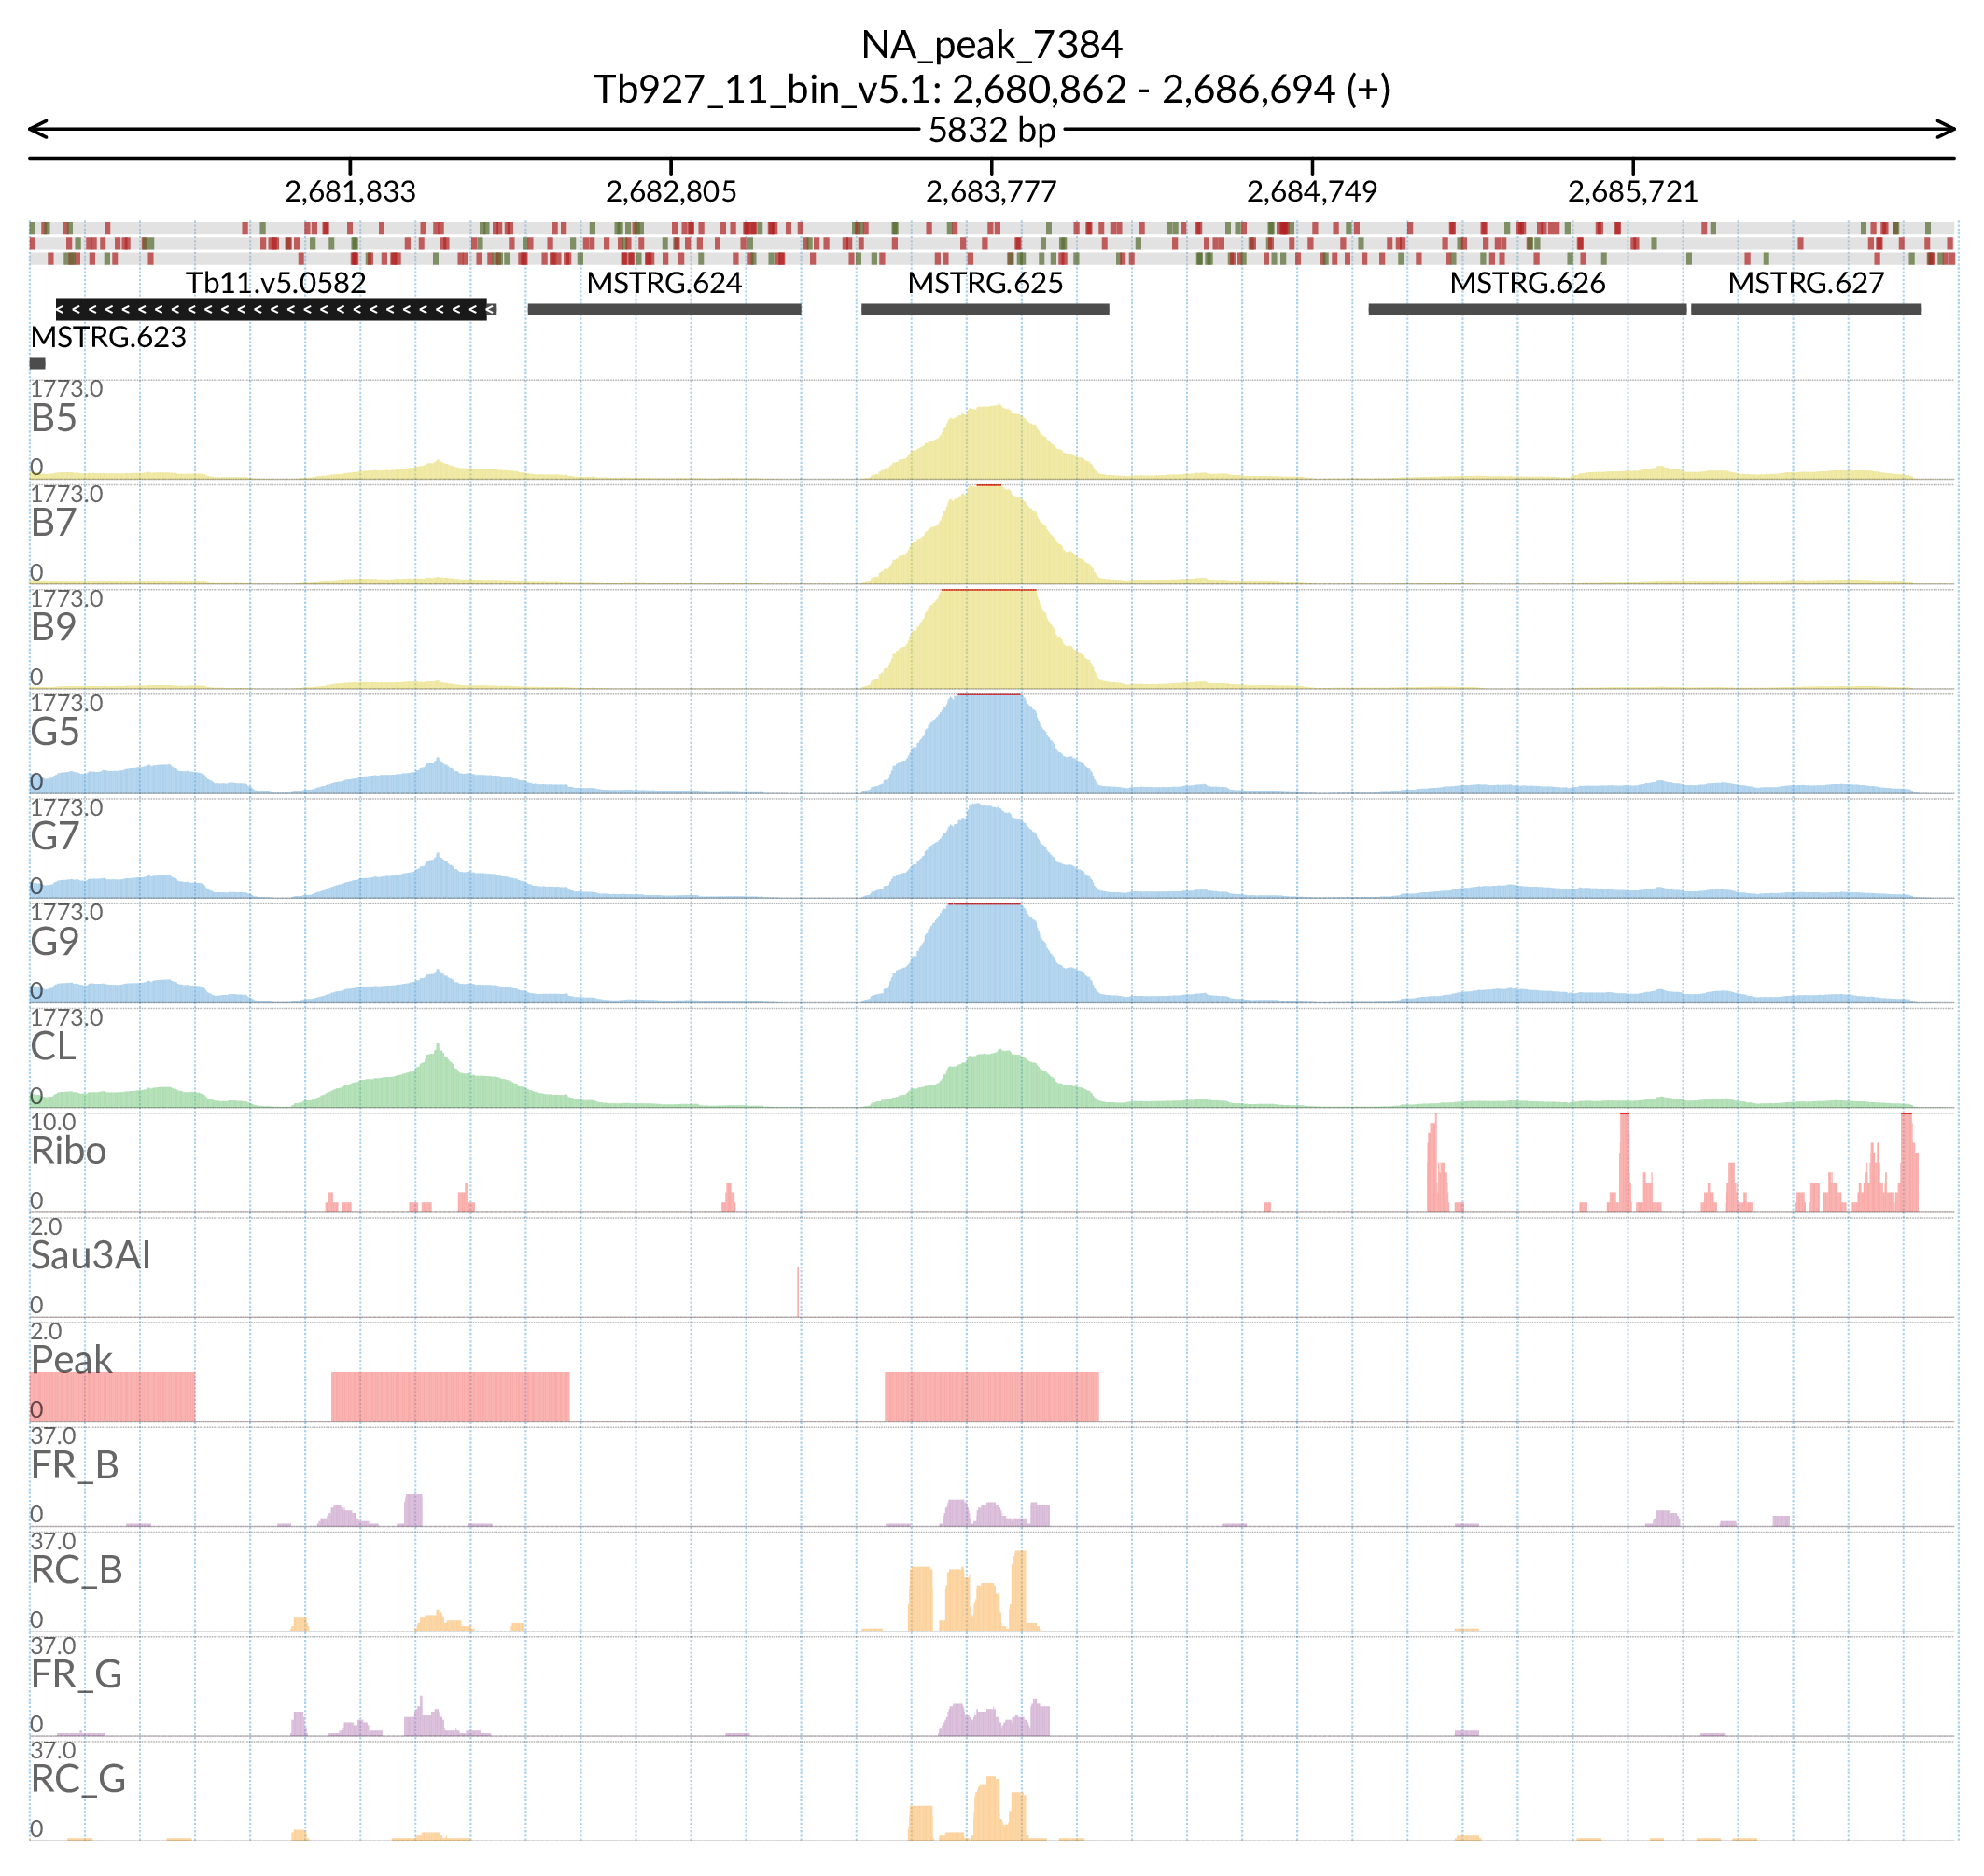 NA_peak_7384
Tb927_11_bin_v5.1: 2,680,862 - 2,686,694 (+)
5832 bp
2,681,833 2,682,805 2,683,777 2,684,749 2,685,721
Tb11.v5.0582 MSTRG.624 MSTRG.625 MSTRG.626 MSTRG.627
MSTRG.623
1773.0
B5
0
1773.0
B7
0
1773.0
B9
0
1773.0
G5
0
1773.0
G7
0
1773.0
G9
0
1773.0
CL
0
10.0
Ribo
0
2.0
Sau3AI
0
2.0
Peak
0
37.0
FR_B
0
37.0
RC_B
0
37.0
FR_G
0
37.0
RC_G
0